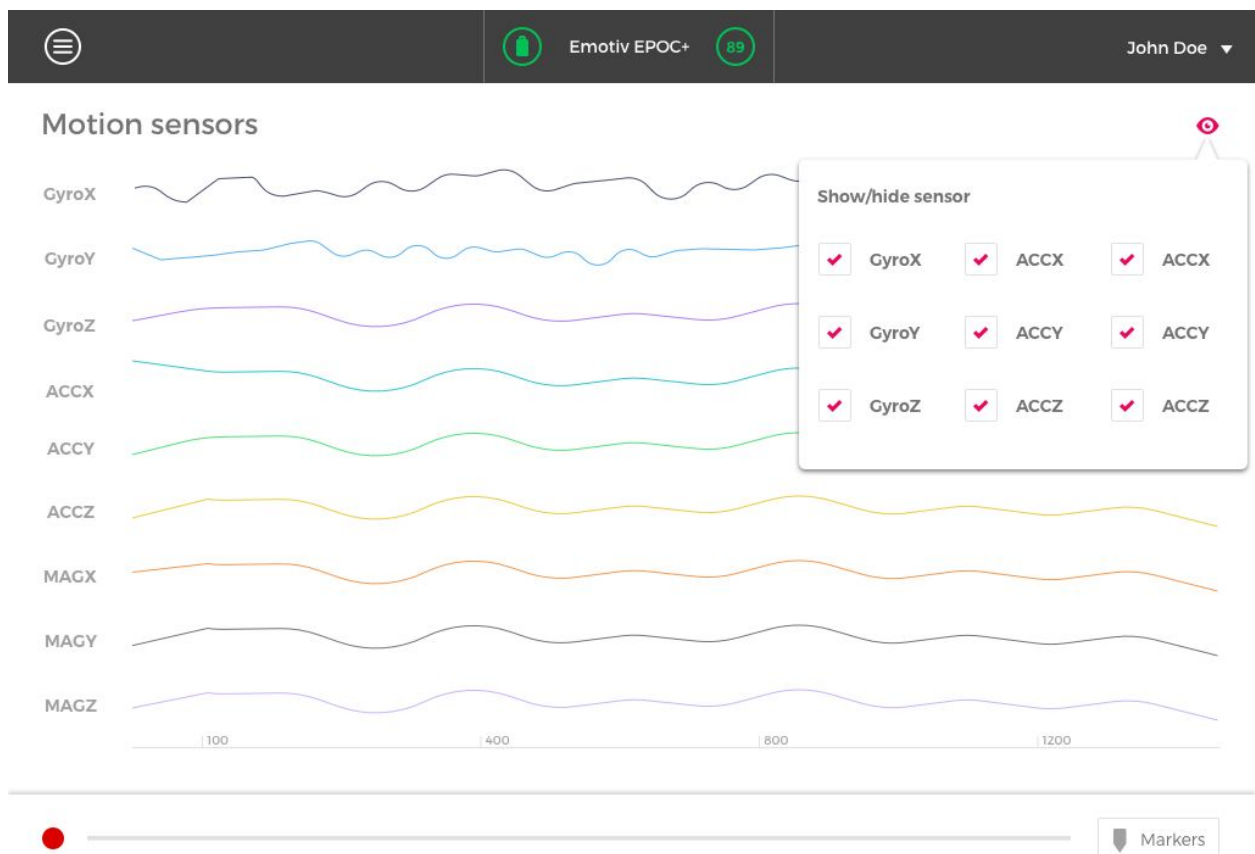 Emotiv EPOC+ 89 John Doe
Motion sensors
GyroX
GyroY
GyroZ
ACCX
ACCY
ACCZ
MAGX
MAGY
MAGZ
Show/hide sensor
GyroX ACCX ACCX
GyroY ACCY ACCY
GyroZ ACCZ ACCZ
100 400 800 1200
Markers